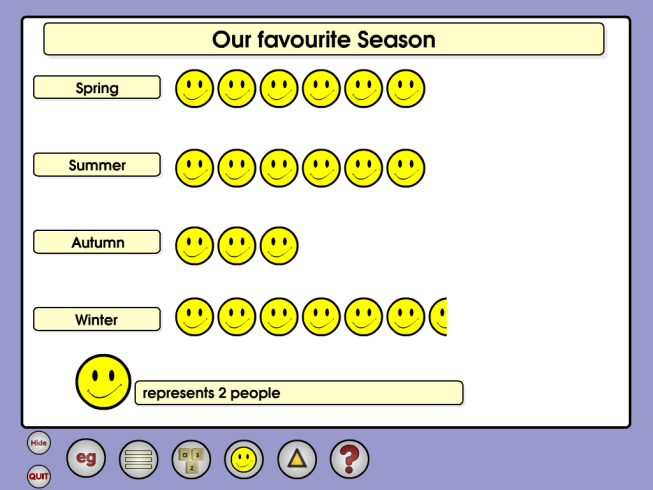 Our favourite Season
Spring
Summer
Autumn
Winter
represents 2 people
Hide
eg
a s
z
?
QUIT